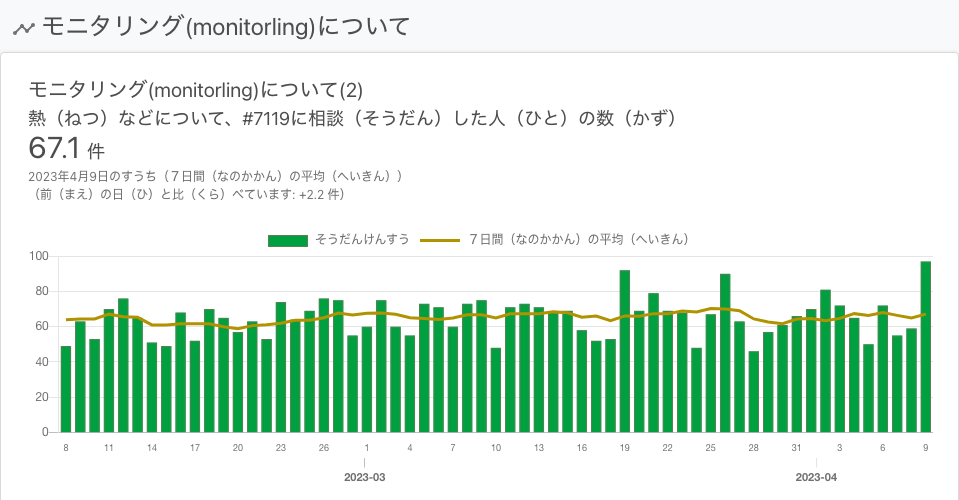 モニタリング(monitorling)について
モニタリング(monitorling)について(2)
熱（ねつ）などについて、#7119に相談（そうだん）した人（ひと）の数（かず）
67.1 件
2023年4月9日のすうち（７日間（なのかかん）の平均（へいきん））
（前（まえ）の日（ひ）と比（くら）べています: +2.2 件）
そうだんけんすう ７日間（なのかかん）の平均（へいきん）
100
80
60
40
20
0
8 11 14 17 20 23 26 1 4 7 10 13 16 19 22 25 28 31 3 6 9
2023-03 2023-04